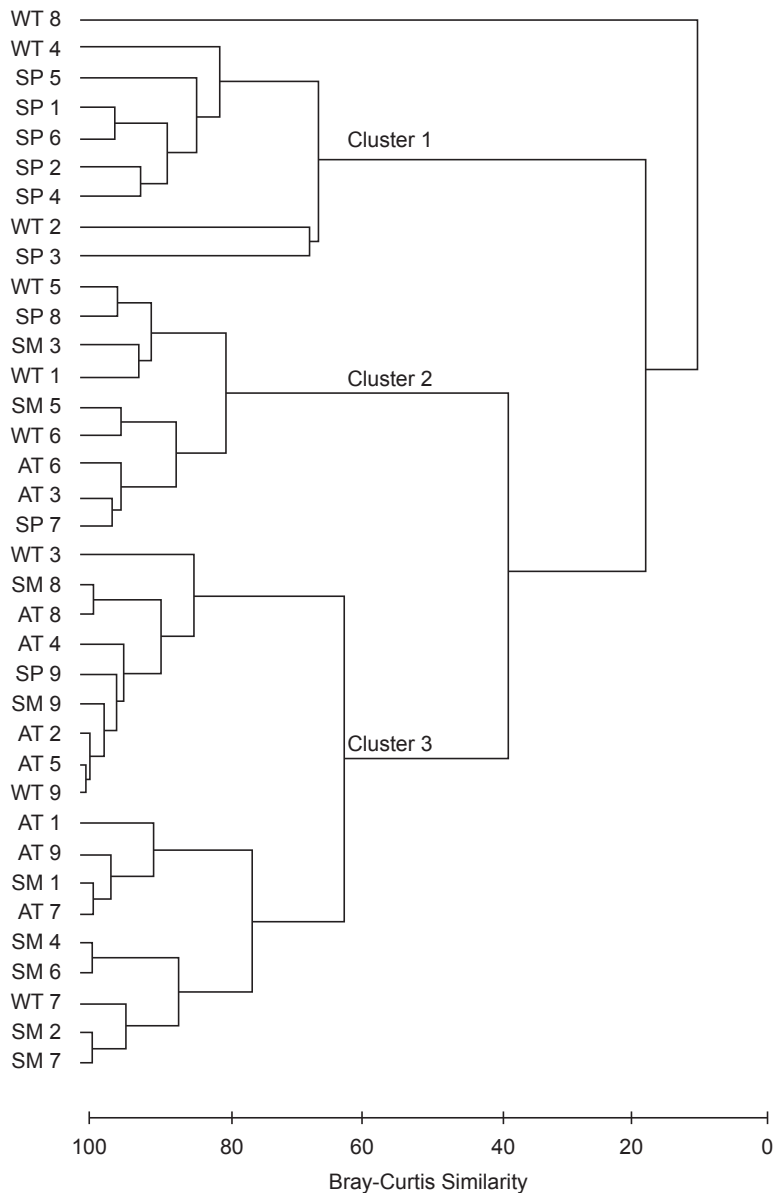 WT 8
WT 4
SP 5
SP 1
SP 6
Cluster 1
SP 2
SP 4
WT 2
SP 3
WT 5
SP 8
SM 3
WT 1
Cluster 2
SM 5
WT 6
AT 6
AT 3
SP 7
WT 3
SM 8
AT 8
AT 4
SP 9
SM 9
AT 2
Cluster 3
AT 5
WT 9
AT 1
AT 9
SM 1
AT 7
SM 4
SM 6
WT 7
SM 2
SM 7
100 80 60 40 20 0
Bray-Curtis Similarity